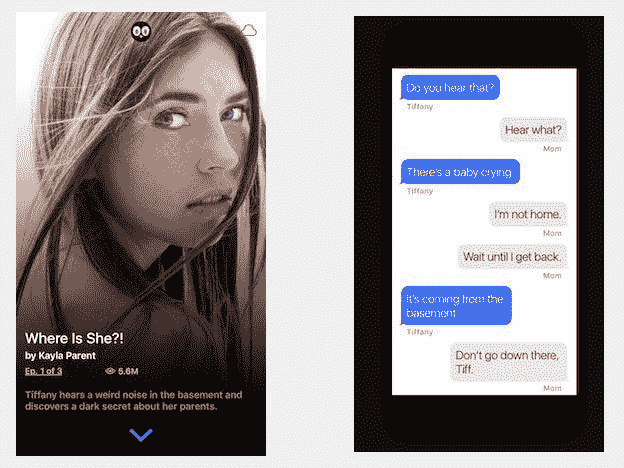 Where Is She?!
by Kayla Parent
Ep. 1 of 3
5.6M
Tiffany hears a weird noise in the basement and
discovers a dark secret about her parents.
Do you hear that?
Tiffany
Hear what?
Mom
There's a baby crying
Tiffany
I'm not home.
Mom
Wait until I get back.
Mom
It's coming from the
basement
Tiffany
Don't go down there,
Tiff.
Mom